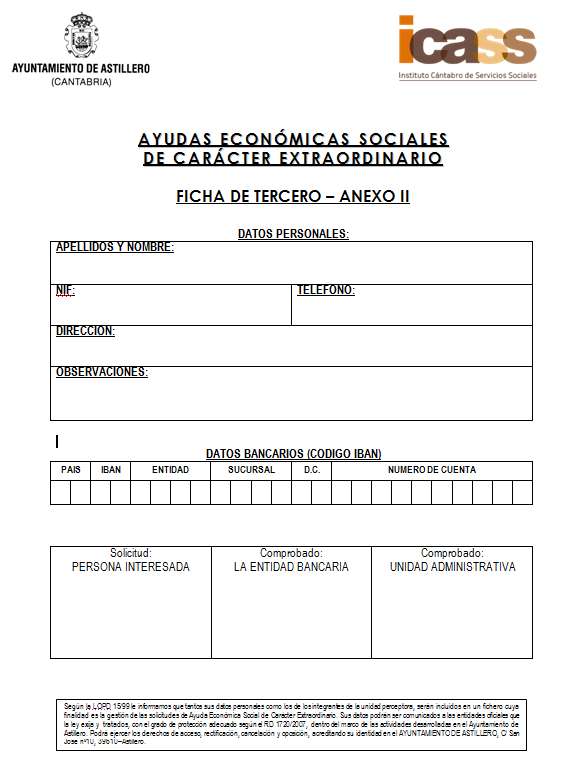 AYUNTAMIENTO DE ASTILLERO
(CANTABRIA)
icass
Instituto Cántabro de Servicios Sociales
AYUDAS ECONÓMICAS SOCIALES
DE CARÁCTER EXTRAORDINARIO
FICHA DE TERCERO – ANEXO II
DATOS PERSONALES:
APELLIDOS Y NOMBRE:
NIF:
TELEFONO:
DIRECCION:
OBSERVACIONES:
DATOS BANCARIOS (CODIGO IBAN)
PAIS IBAN ENTIDAD SUCURSAL D.C. NUMERO DE CUENTA
Solicitud:
PERSONA INTERESADA
Comprobado:
LA ENTIDAD BANCARIA
Comprobado:
UNIDAD ADMINISTRATIVA
Según la LOPD 15/99 le informamos que tantos sus datos personales como los de los integrantes de la unidad perceptora, serán incluidos en un fichero cuya
finalidad es la gestión de las solicitudes de Ayuda Económica Social de Carácter Extraordinario. Sus datos podrán ser comunicados a las entidades oficiales que
la ley exija y tratados, con el grado de protección adecuado según el RD 1720/2007, dentro del marco de las actividades desarrolladas en el Ayuntamiento de
Astillero. Podrá ejercer los derechos de acceso, rectificación, cancelación y oposición, acreditando su identidad en el AYUNTAMIENTO DE ASTILLERO, C/ San
José nº10, 39610–Astillero.